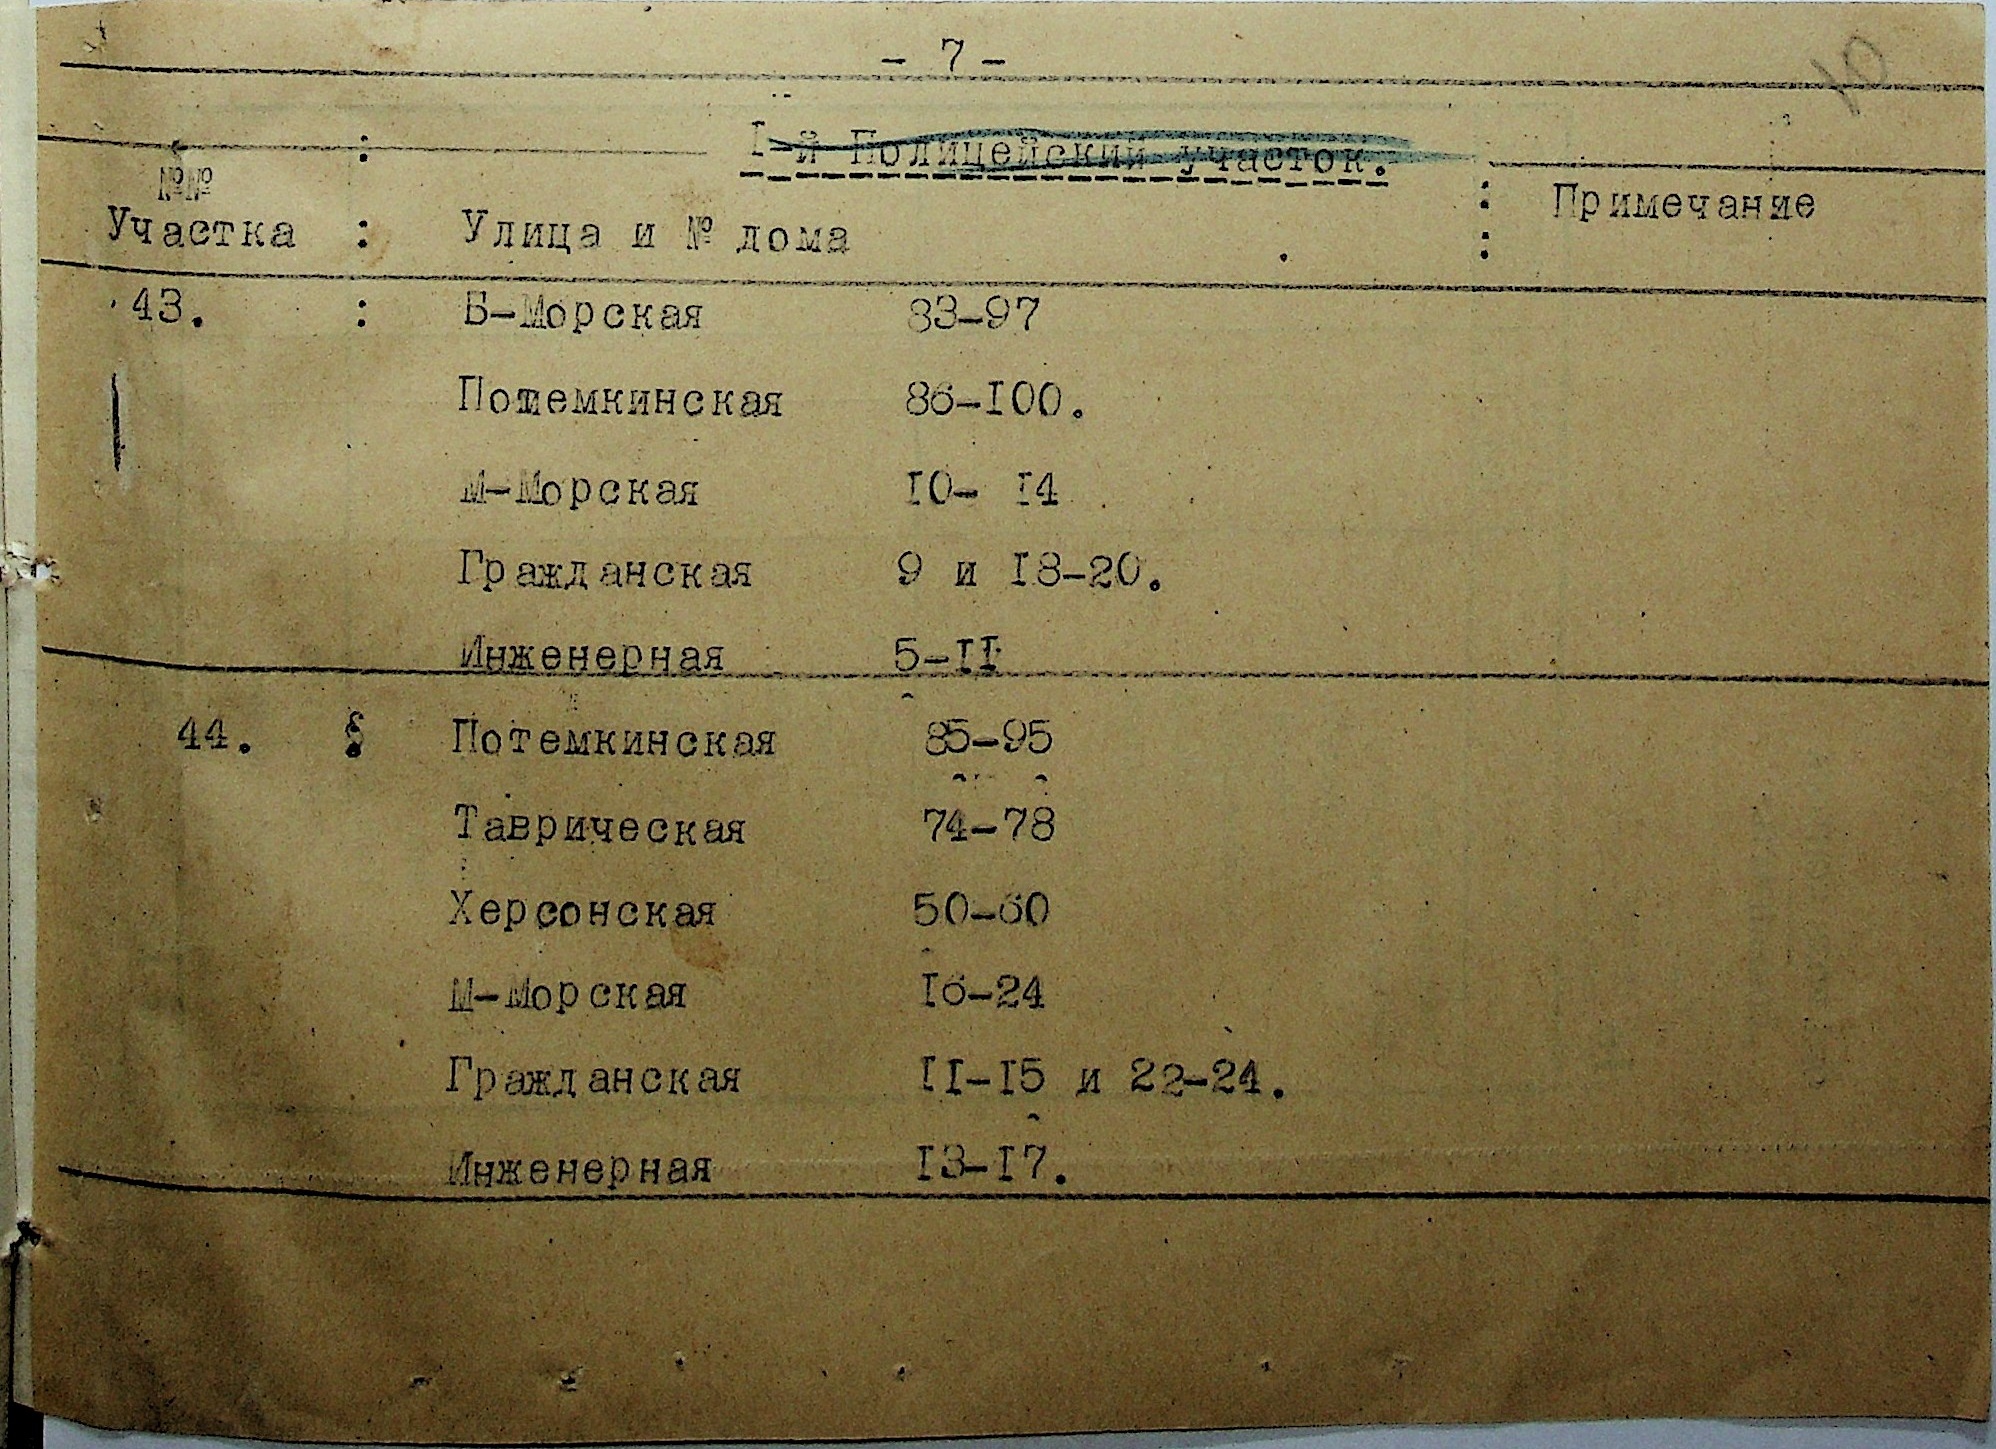 - 7 -
I-й Полицейский участок.
№№
Участка : Улица и № дома : Примечание
43. : Б-Морская 83-97
Потемкинская 86-100.
М-Морская 10- 14
Гражданская 9 и 18-20.
Инженерная 5-11
44. : Потемкинская 85-95
Таврическая 74-78
Херсонская 50-60
М-Морская 16-24
Гражданская 11-15 и 22-24.
Инженерная 13-17.